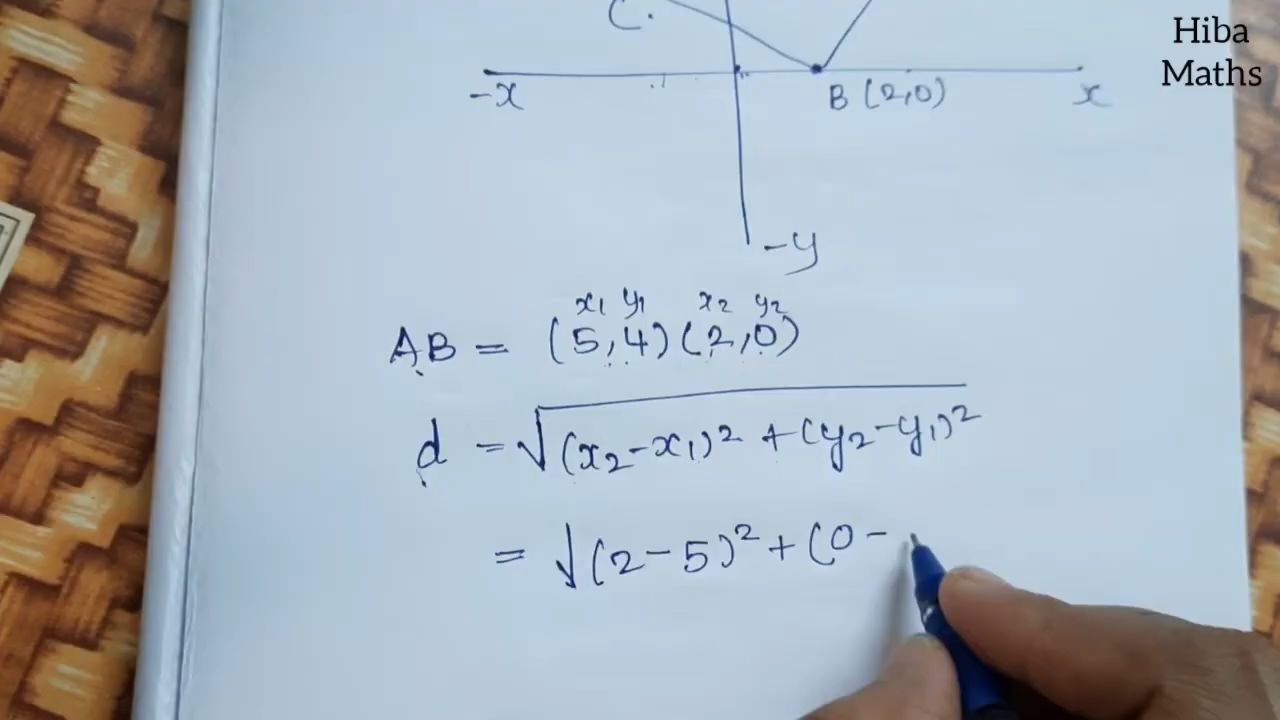 Hiba
Maths
C.
-x
B (2,0)
x
-y
x₁ y₁ x₂ y₂
AB = (5,4)(2,0)
d = √(x₂-x₁)² + (y₂-y₁)²
= √(2-5)² + (0-